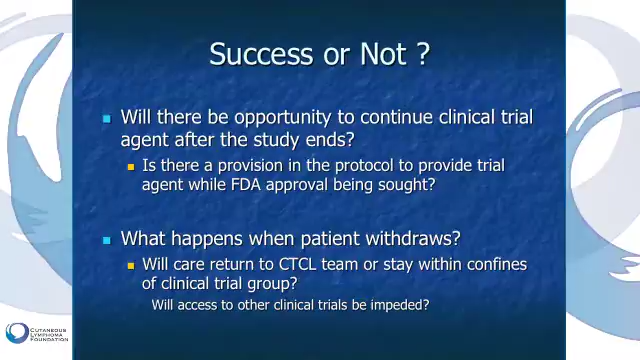 Success or Not ?
Will there be opportunity to continue clinical trial
agent after the study ends?
Is there a provision in the protocol to provide trial
agent while FDA approval being sought?
What happens when patient withdraws?
Will care return to CTCL team or stay within confines
of clinical trial group?
Will access to other clinical trials be impeded?
CUTANEOUS
LYMPHOMA
FOUNDATION